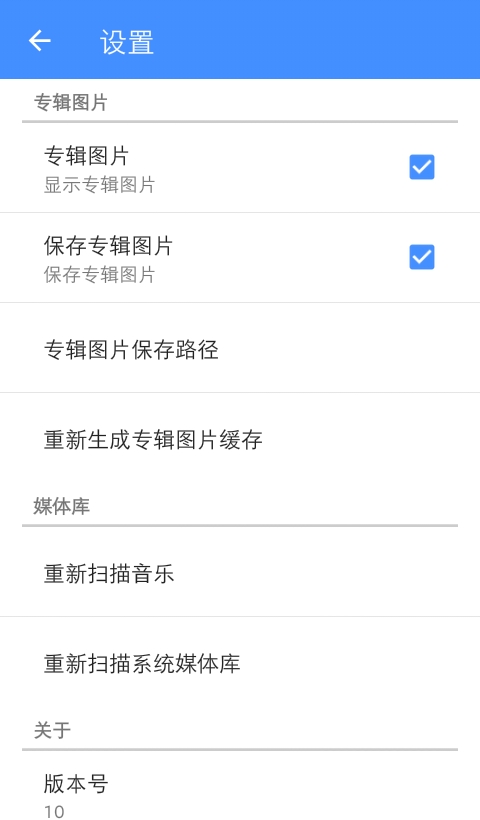 设置
专辑图片
专辑图片
显示专辑图片
保存专辑图片
保存专辑图片
专辑图片保存路径
重新生成专辑图片缓存
媒体库
重新扫描音乐
重新扫描系统媒体库
关于
版本号
10